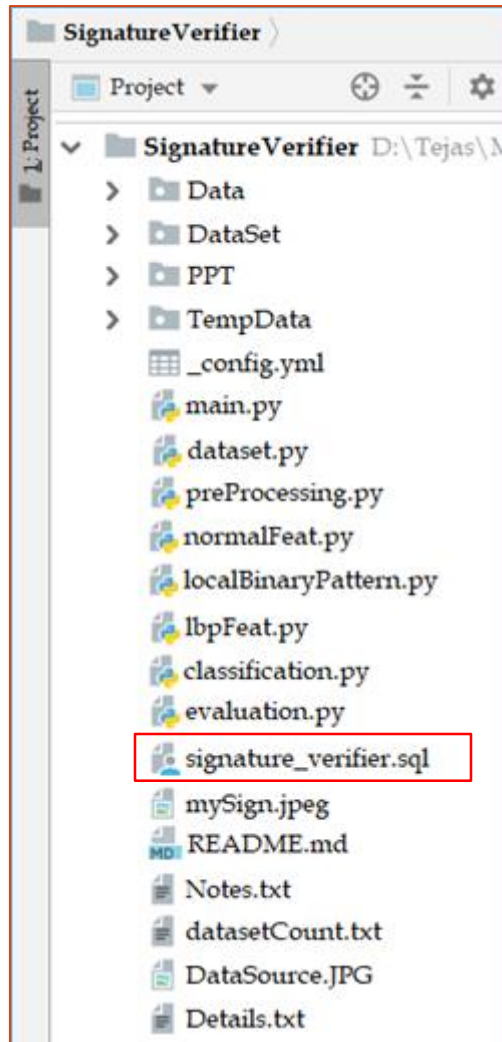 SignatureVerifier
Project
1: Project
SignatureVerifier D:\Tejas\
Data
DataSet
PPT
TempData
_config.yml
main.py
dataset.py
preProcessing.py
normalFeat.py
localBinaryPattern.py
lbpFeat.py
classification.py
evaluation.py
signature_verifier.sql
mySign.jpeg
MD README.md
Notes.txt
datasetCount.txt
DataSource.JPG
Details.txt